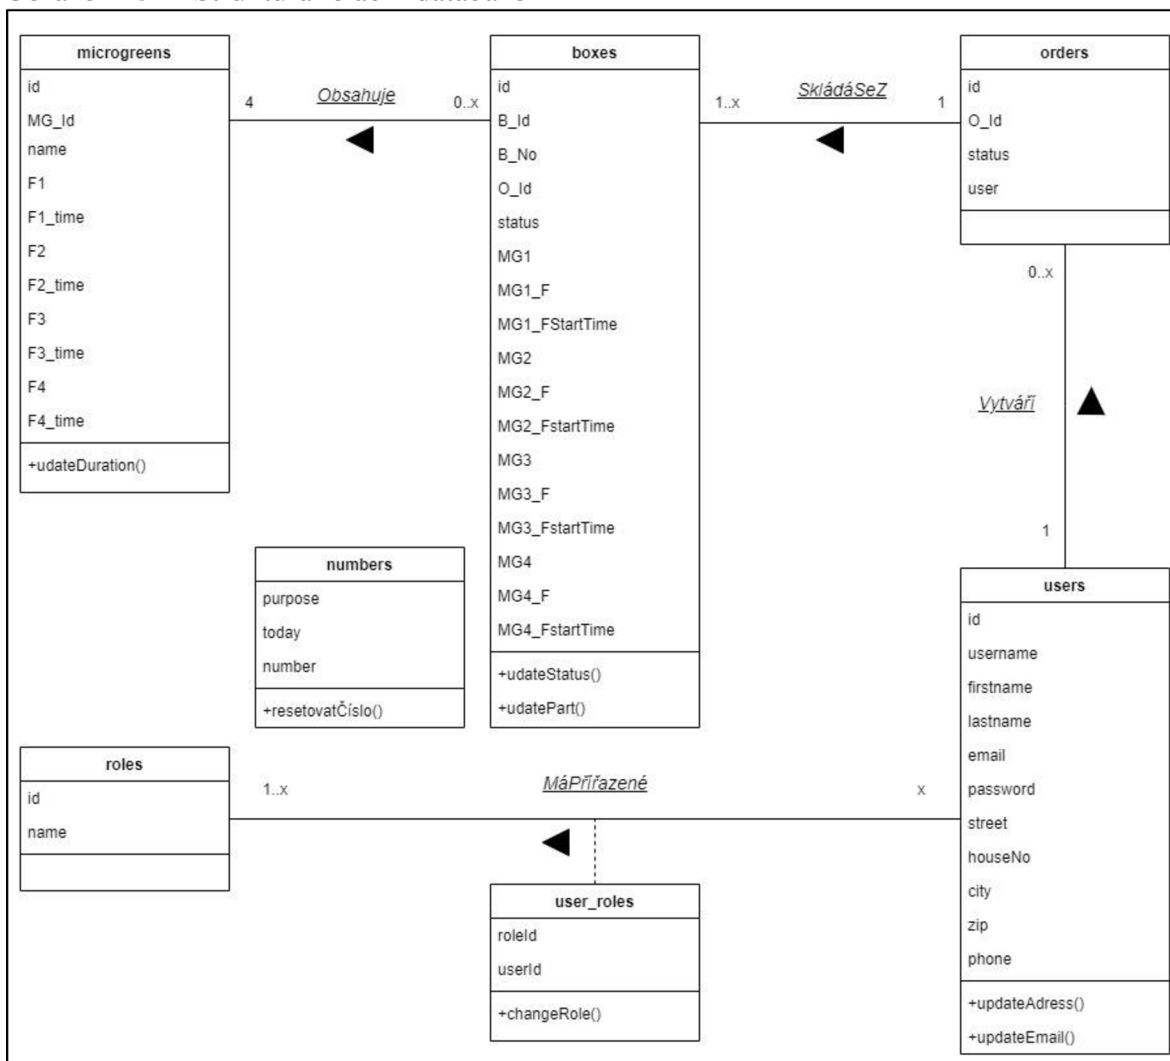 microgreens
id
MG_Id
name
F1
F1_time
F2
F2_time
F3
F3_time
F4
F4_time
+udateDuration()
4
Obsahuje
0..x
boxes
id
B_Id
B_No
O_Id
status
MG1
MG1_F
MG1_FStartTime
MG2
MG2_F
MG2_FstartTime
MG3
MG3_F
MG3_FstartTime
MG4
MG4_F
MG4_FstartTime
+udateStatus()
+udatePart()
1..x
SkládáSeZ
1
orders
id
O_Id
status
user
0..x
Vytváří
1
numbers
purpose
today
number
+resetovatČíslo()
users
id
username
firstname
lastname
email
password
street
houseNo
city
zip
phone
+updateAdress()
+updateEmail()
roles
id
name
1..x
MáPřiřazené
x
user_roles
roleId
userId
+changeRole()